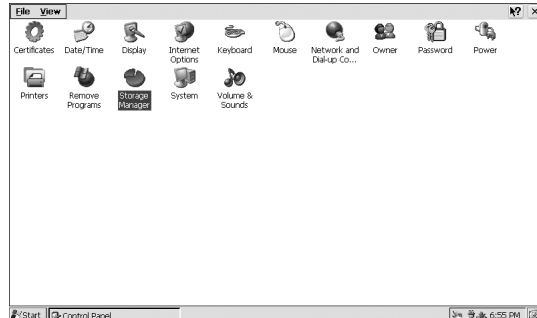 File View
Certificates Date/Time Display Internet Options Keyboard Mouse Network and Dial-up Co... Owner Password Power
Printers Remove Programs Storage Manager System Volume & Sounds
Start Control Panel 6:55 PM